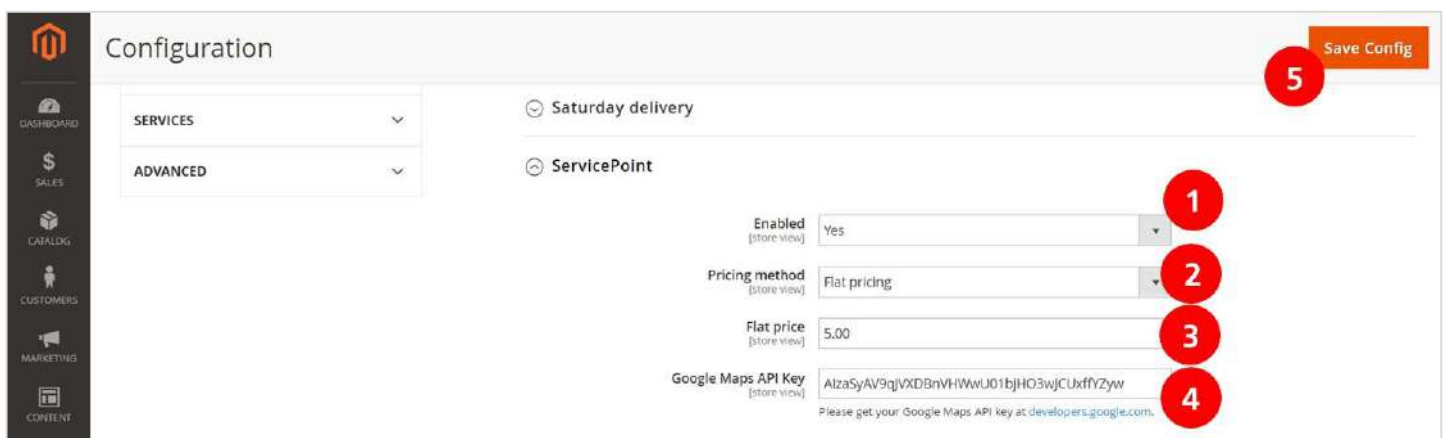 Configuration
Save Config
5
DASHBOARD
SALES
CATALOG
CUSTOMERS
MARKETING
CONTENT
SERVICES
ADVANCED
Saturday delivery
ServicePoint
Enabled
[store view]
Yes
1
Pricing method
[store view]
Flat pricing
2
Flat price
[store view]
5.00
3
Google Maps API Key
[store view]
4
Please get your Google Maps API key at developers.google.com.